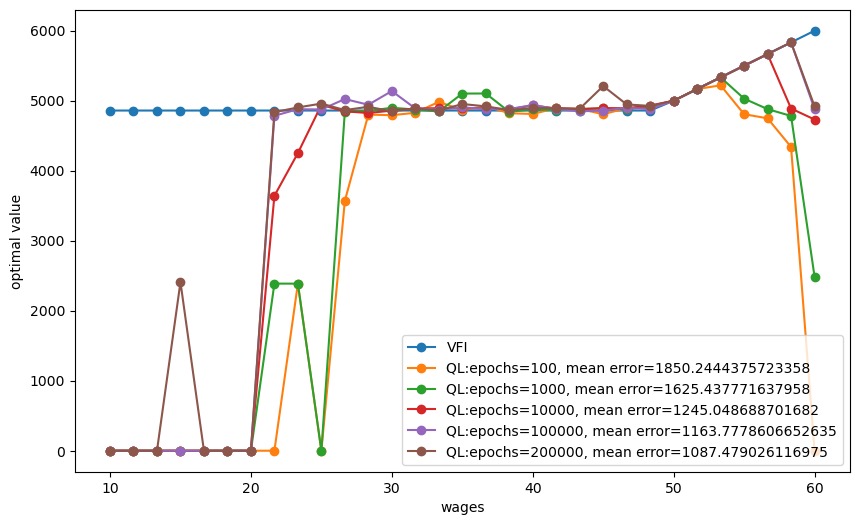 6000
5000
4000
3000
2000
1000
0
optimal value
10
20
30
40
50
60
wages
VFI
QL:epochs=100, mean error=1850.2444375723358
QL:epochs=1000, mean error=1625.437771637958
QL:epochs=10000, mean error=1245.048688701682
QL:epochs=100000, mean error=1163.7778606652635
QL:epochs=200000, mean error=1087.479026116975